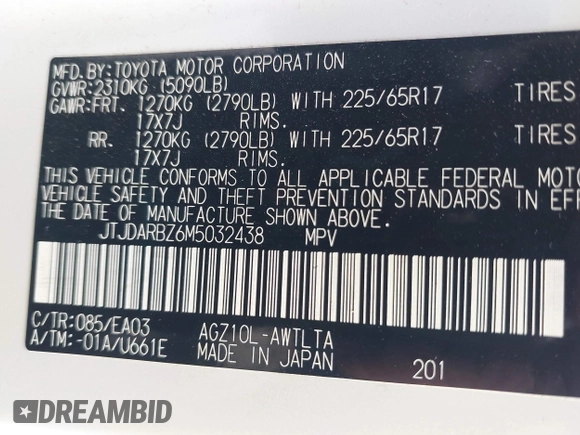 MFD. BY: TOYOTA MOTOR CORPORATION
GVWR: 2310KG (5090LB)
GAWR: FRT. 1270KG (2790LB) WITH 225/65R17 TIRES
17X7J RIMS.
RR. 1270KG (2790LB) WITH 225/65R17 TIRES
17X7J RIMS.
THIS VEHICLE CONFORMS TO ALL APPLICABLE FEDERAL MOTO
VEHICLE SAFETY AND THEFT PREVENTION STANDARDS IN EFF
THE DATE OF MANUFACTURE SHOWN ABOVE.
JTJDARBZ6M5032438 MPV
C/TR: 085/EA03 AGZ10L-AWTLTA
A/TM: -01A/U661E MADE IN JAPAN 201
DREAMBID